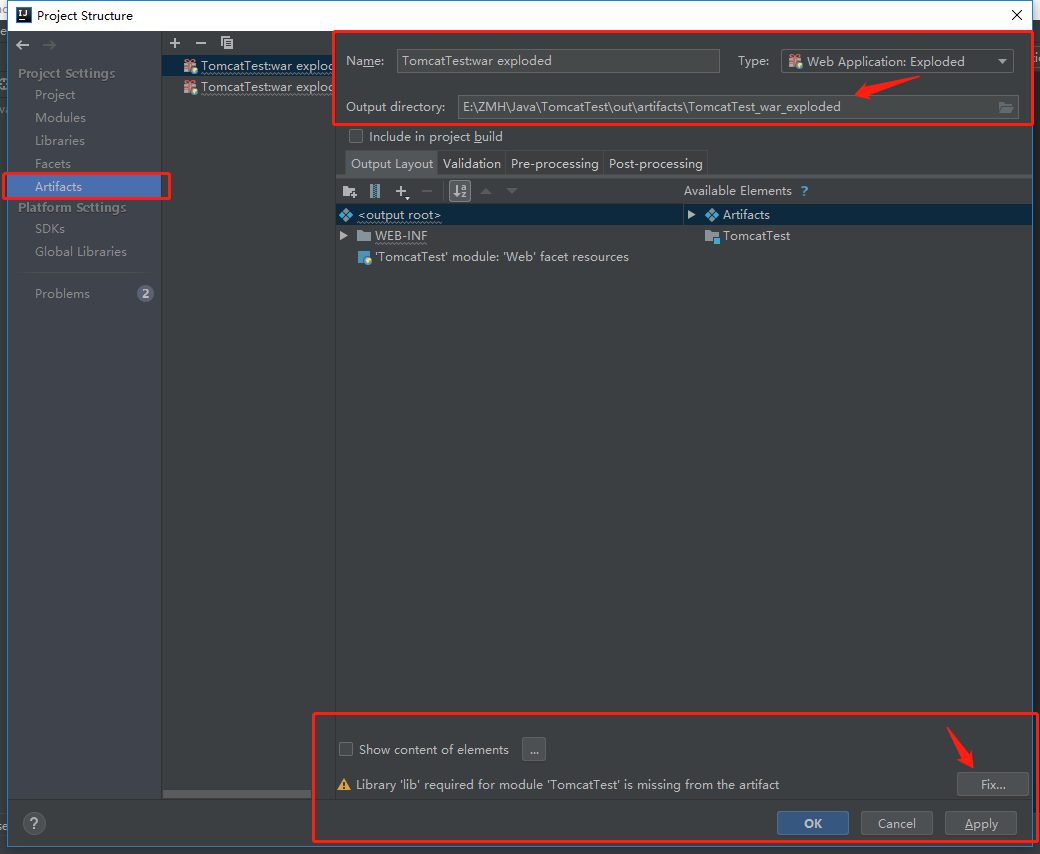 Project Structure
Project Settings
Project
Modules
Libraries
Facets
Artifacts
Platform Settings
SDKs
Global Libraries
Problems 2
TomcatTest:war explod
TomcatTest:war explod
Name: TomcatTest:war exploded Type: Web Application: Exploded
Output directory: E:\ZMH\Java\TomcatTest\out\artifacts\TomcatTest_war_exploded
Include in project build
Output Layout Validation Pre-processing Post-processing
Available Elements ?
<output root>
WEB-INF
'TomcatTest' module: 'Web' facet resources
Artifacts
TomcatTest
Show content of elements ...
Library 'lib' required for module 'TomcatTest' is missing from the artifact Fix...
? OK Cancel Apply